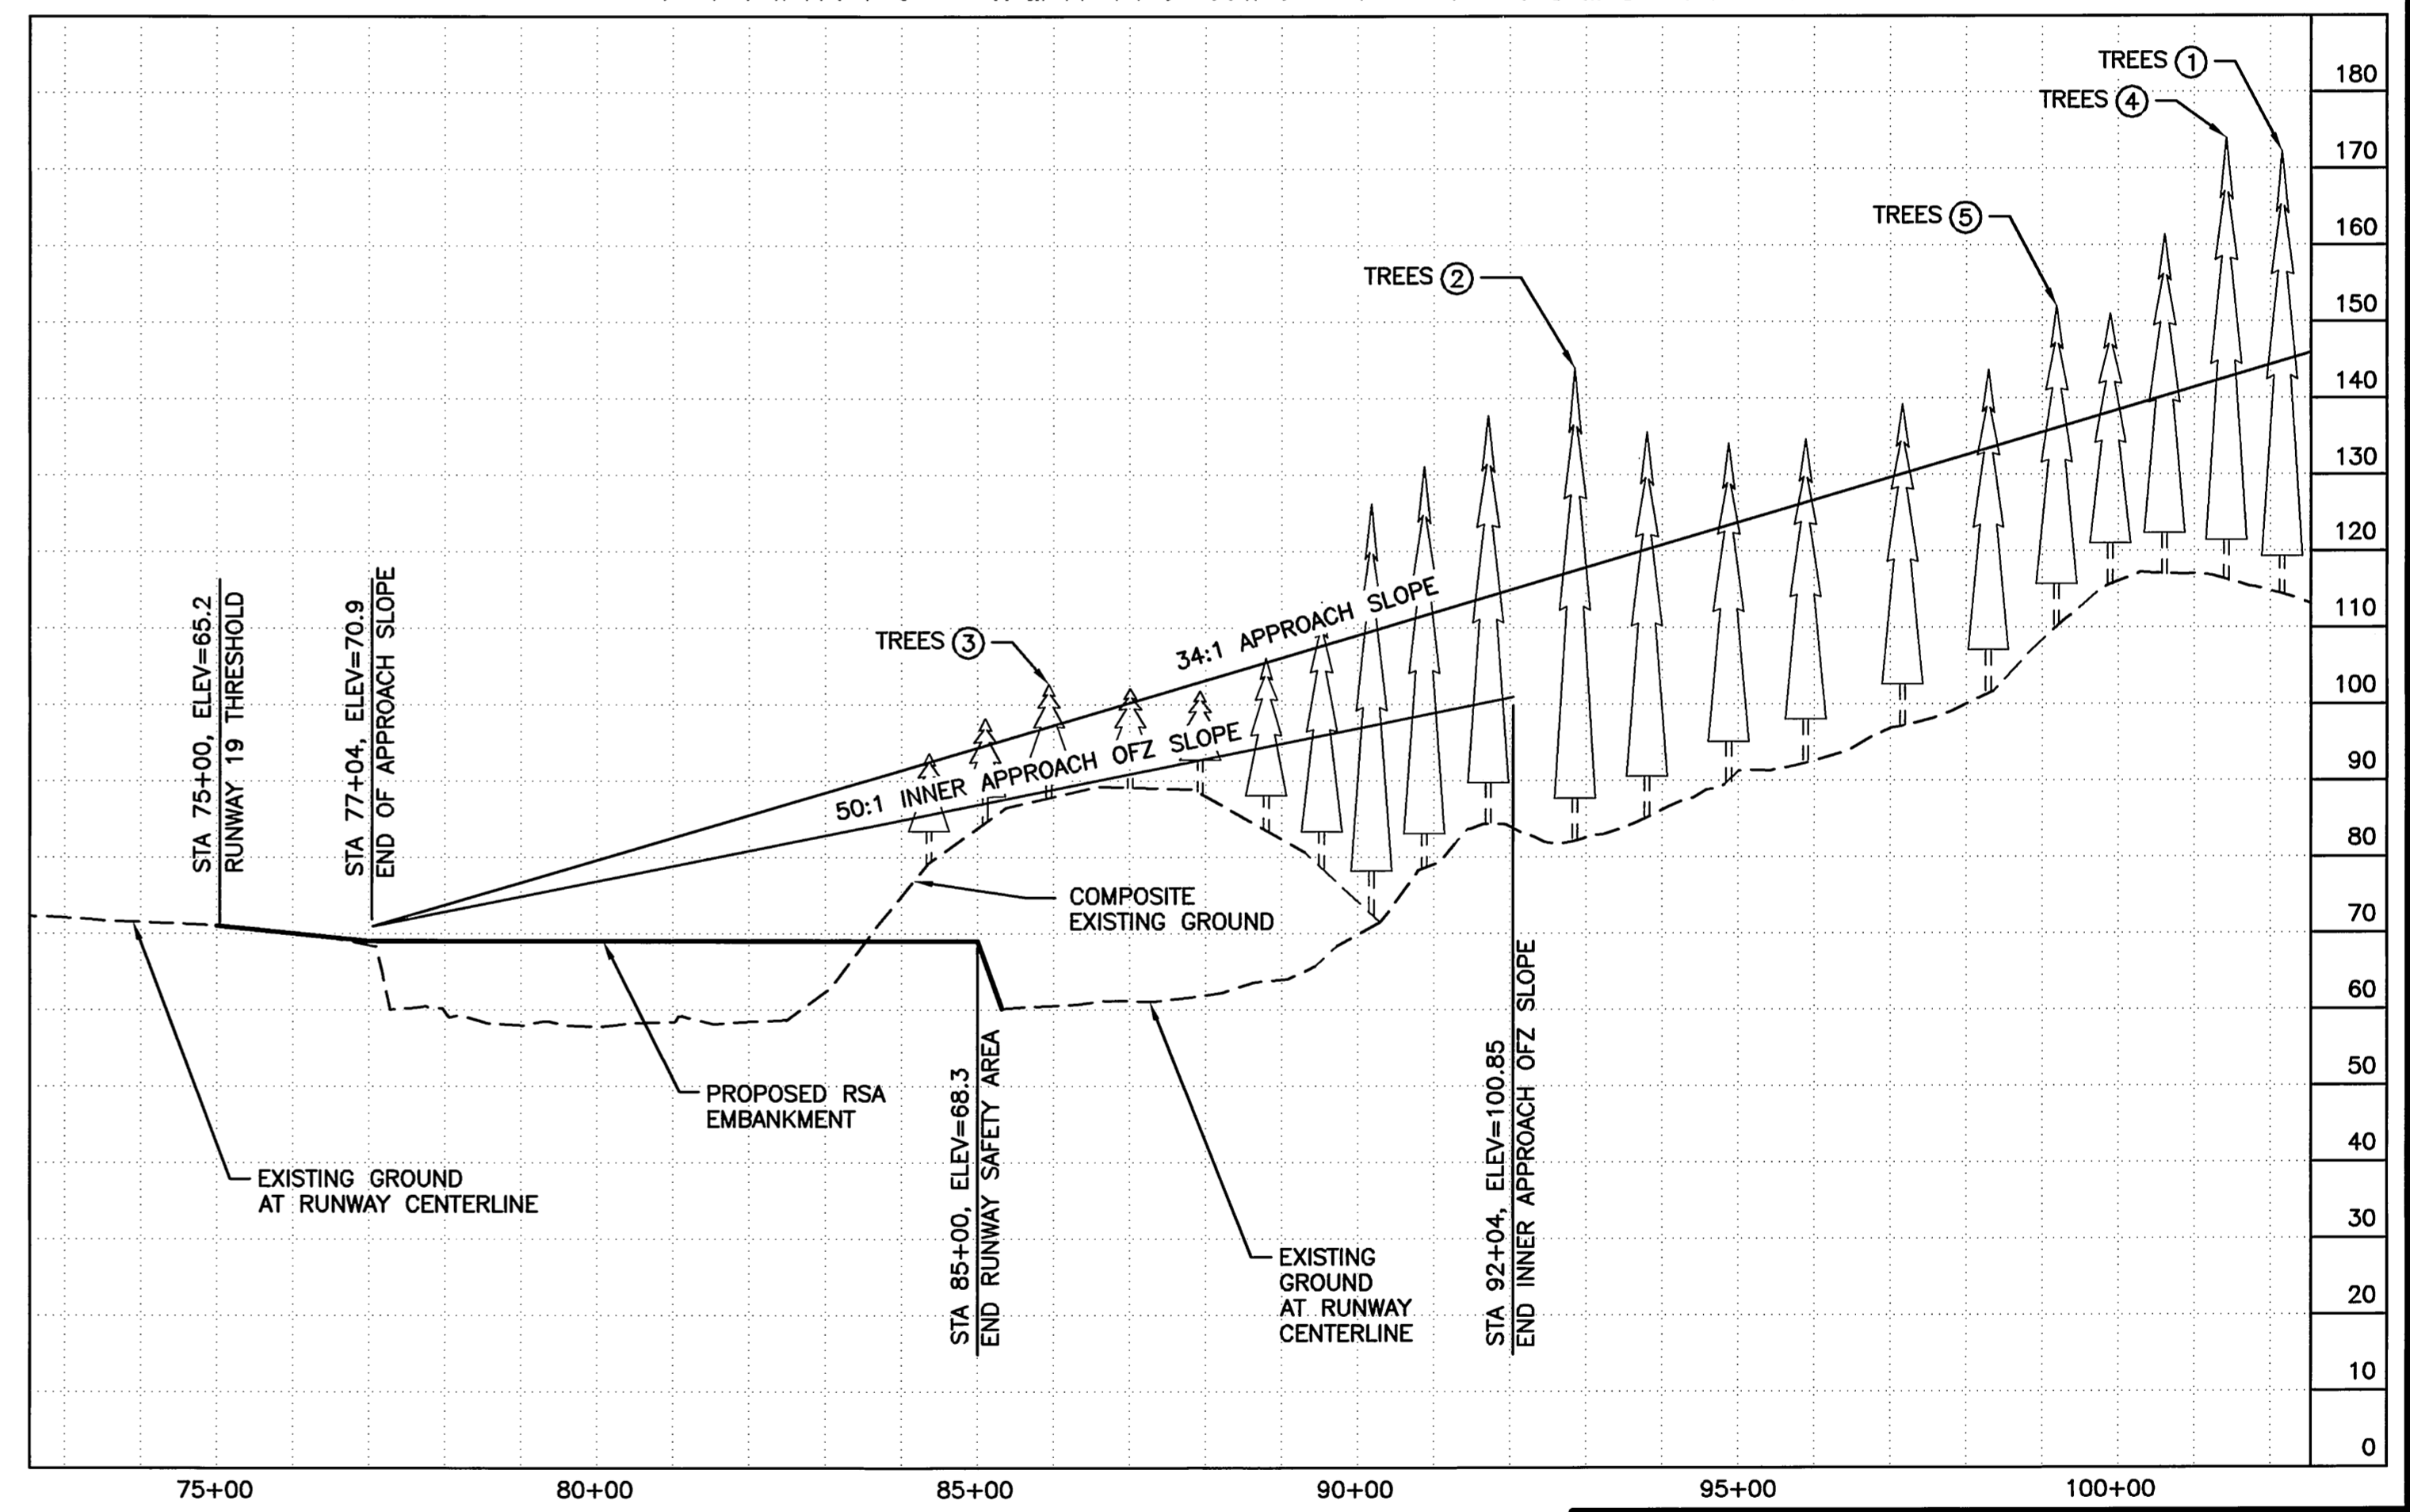 TREES 1
TREES 4
TREES 5
TREES 2
TREES 3
34:1 APPROACH SLOPE
50:1 INNER APPROACH OFZ SLOPE
STA 75+00, ELEV=65.2
RUNWAY 19 THRESHOLD
STA 77+04, ELEV=70.9
END OF APPROACH SLOPE
COMPOSITE
EXISTING GROUND
PROPOSED RSA
EMBANKMENT
EXISTING GROUND
AT RUNWAY CENTERLINE
STA 85+00, ELEV=68.3
END RUNWAY SAFETY AREA
EXISTING
GROUND
AT RUNWAY
CENTERLINE
STA 92+04, ELEV=100.85
END INNER APPROACH OFZ SLOPE
180
170
160
150
140
130
120
110
100
90
80
70
60
50
40
30
20
10
0
75+00
80+00
85+00
90+00
95+00
100+00